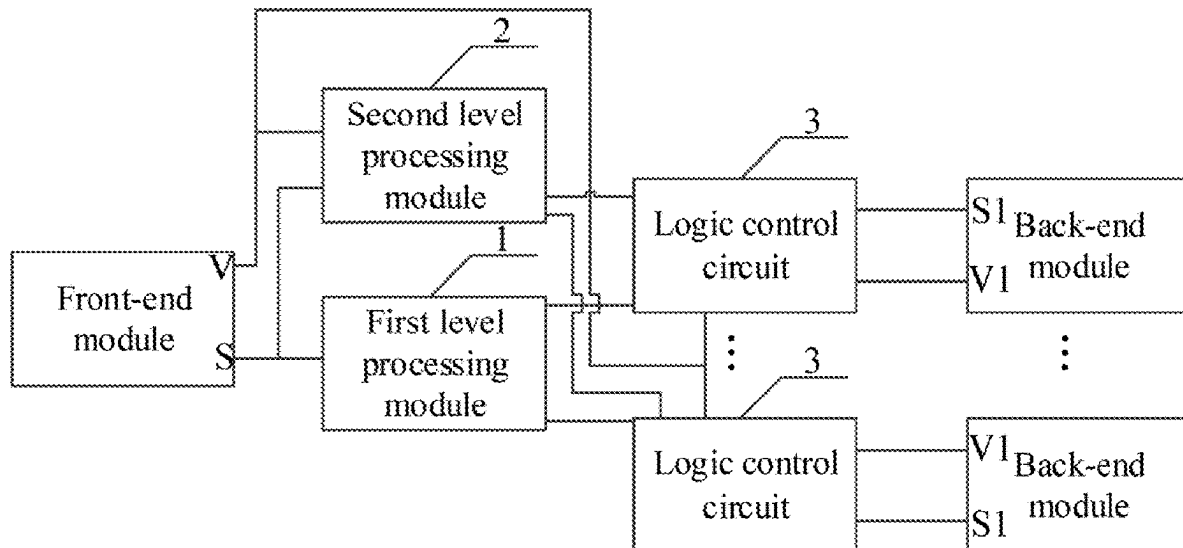 2
Second level
processing
module
3
Logic control
circuit
S1
V1
Back-end
module
V
S
Front-end
module
1
First level
processing
module
3
Logic control
circuit
V1
S1
Back-end
module